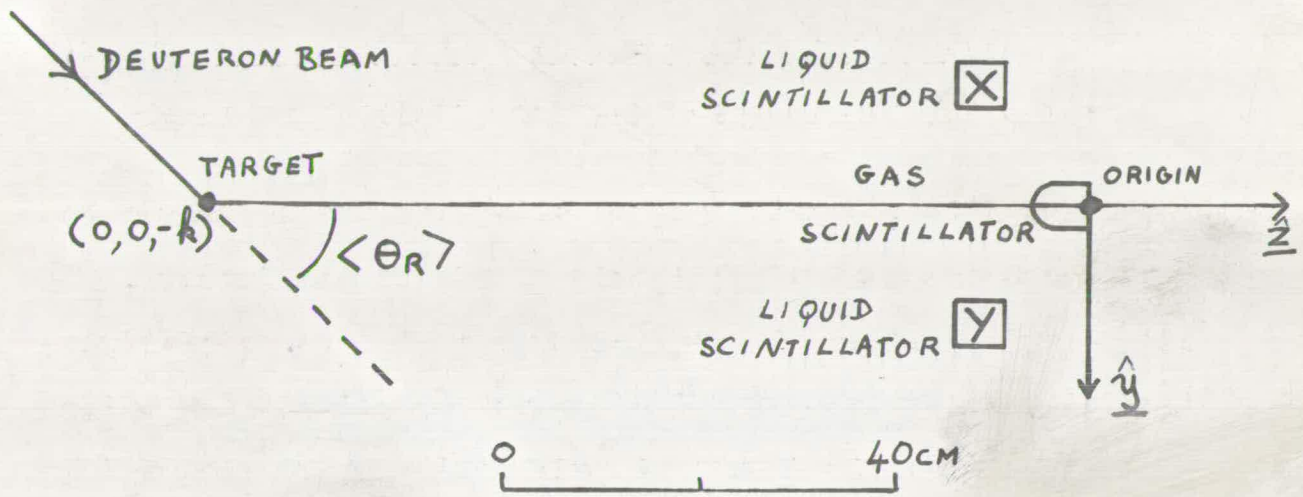 DEUTERON BEAM
LIQUID
SCINTILLATOR X
TARGET
GAS
ORIGIN
(0,0,-k)
<θR>
SCINTILLATOR
ẑ
LIQUID
SCINTILLATOR Y
ŷ
0 40CM